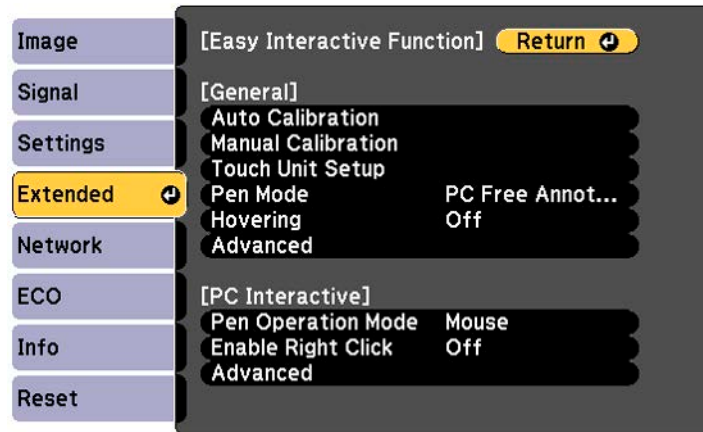 Image
Signal
Settings
Extended
Network
ECO
Info
Reset
[Easy Interactive Function] Return
[General]
Auto Calibration
Manual Calibration
Touch Unit Setup
Pen Mode PC Free Annot...
Hovering Off
Advanced
[PC Interactive]
Pen Operation Mode Mouse
Enable Right Click Off
Advanced